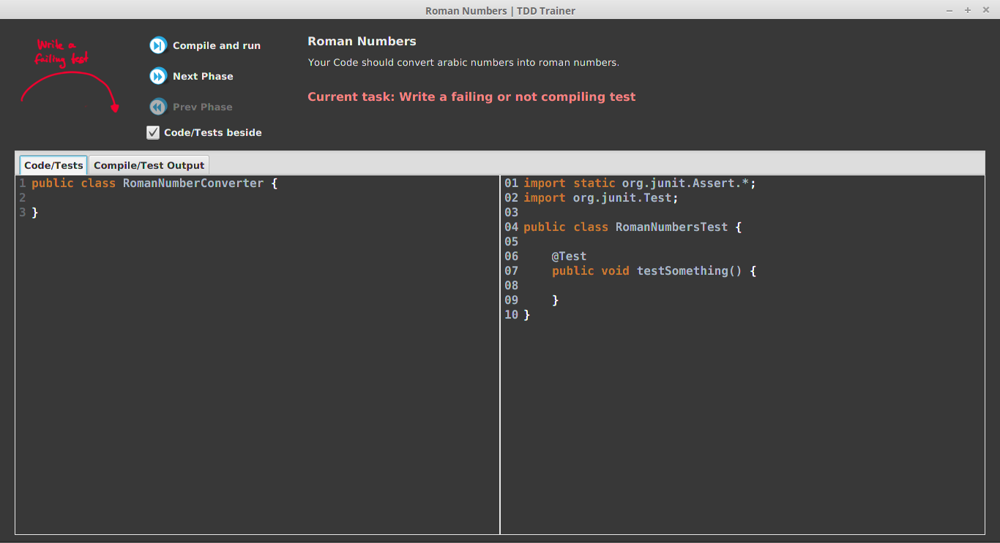 Roman Numbers | TDD Trainer
Write a
failing test
Compile and run
Next Phase
Prev Phase
Code/Tests beside
Roman Numbers
Your Code should convert arabic numbers into roman numbers.
Current task: Write a failing or not compiling test
Code/Tests Compile/Test Output
1 public class RomanNumberConverter {
2
3 }
01 import static org.junit.Assert.*;
02 import org.junit.Test;
03
04 public class RomanNumbersTest {
05
06     @Test
07     public void testSomething() {
08
09     }
10 }